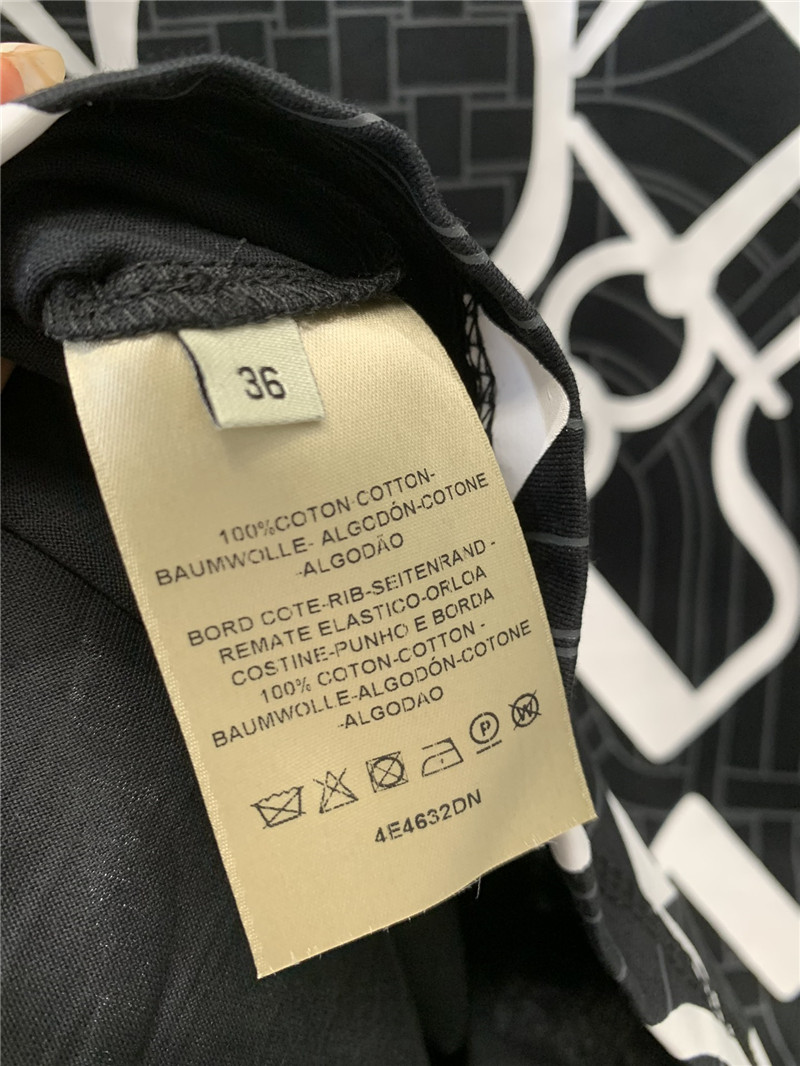 36
100%COTON-COTTON-
BAUMWOLLE- ALGODÓN-COTONE
-ALGODÃO
BORD COTE-RIB-SEITENRAND -
REMATE ELASTICO-ORLOA
COSTINE-PUNHO E BORDA
100% COTON-COTTON -
BAUMWOLLE-ALGODÓN-COTONE
-ALGODAO
P W
4E4632DN